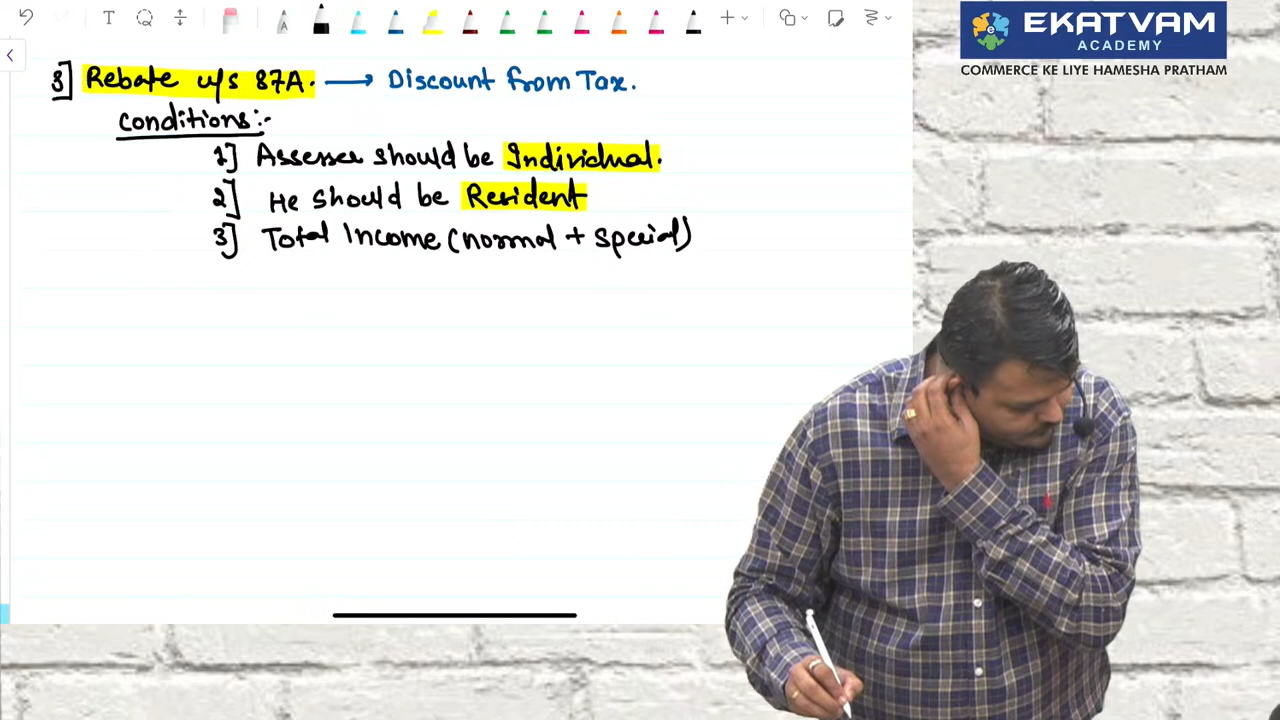 EKATVAM
ACADEMY
COMMERCE KE LIYE HAMESHA PRATHAM
8] Rebate u/s 87A. → Discount from Tax.
Conditions:-
1] Assessee should be Individual.
2] He should be Resident
3] Total Income (normal + special)